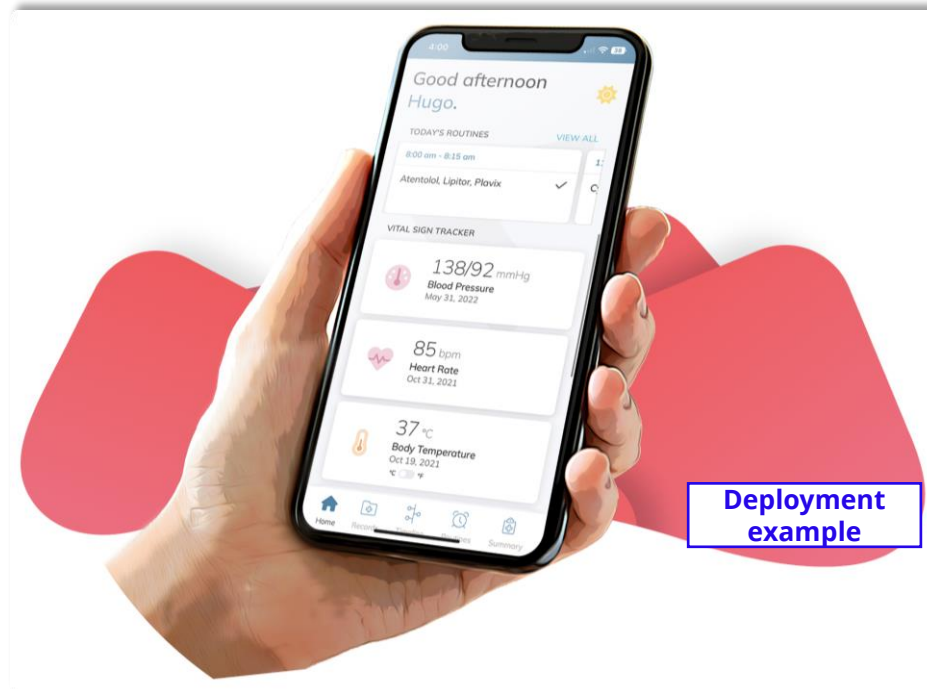 4:00
Good afternoon
Hugo.
TODAY'S ROUTINES
VIEW ALL
8:00 am - 8:15 am
Atentolol, Lipitor, Plavix
VITAL SIGN TRACKER
138/92 mmHg
Blood Pressure
May 31, 2022
85 bpm
Heart Rate
Oct 31, 2021
37 °C
Body Temperature
Oct 19, 2021
°C °F
Home
Summary
Deployment
example